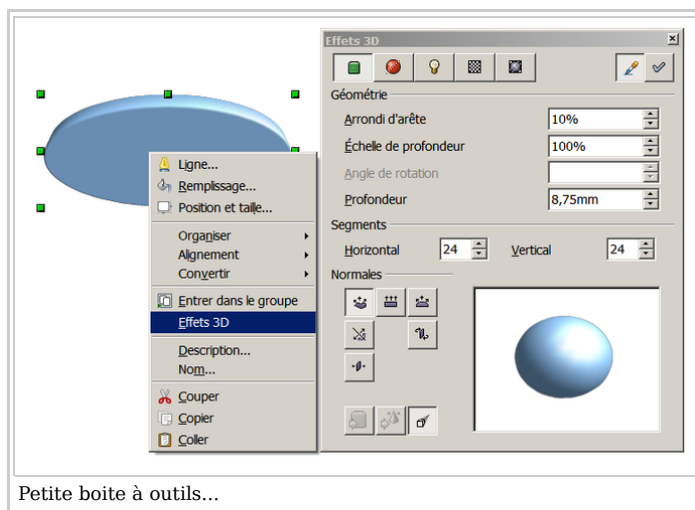 Effets 3D
Géométrie
Arrondi d'arête 10%
Échelle de profondeur 100%
Angle de rotation
Profondeur 8,75mm
Segments
Horizontal 24 Vertical 24
Normales
Ligne...
Remplissage...
Position et taille...
Organiser
Alignement
Convertir
Entrer dans le groupe
Effets 3D
Description...
Nom...
Couper
Copier
Coller
Petite boite à outils...